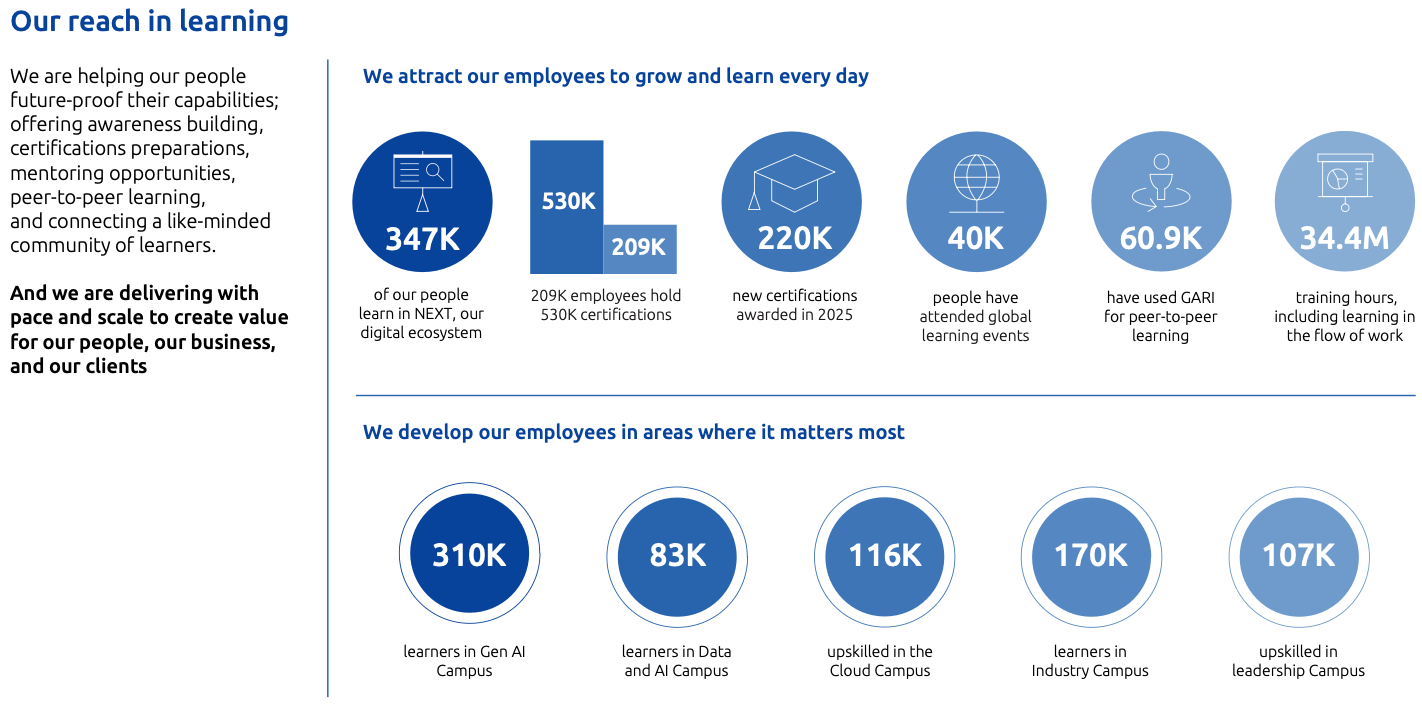 Our reach in learning
We are helping our people
future-proof their capabilities;
offering awareness building,
certifications preparations,
mentoring opportunities,
peer-to-peer learning,
and connecting a like-minded
community of learners.
And we are delivering with
pace and scale to create value
for our people, our business,
and our clients
We attract our employees to grow and learn every day
347K
of our people
learn in NEXT, our
digital ecosystem
530K
209K
209K employees hold
530K certifications
220K
new certifications
awarded in 2025
40K
people have
attended global
learning events
60.9K
have used GARI
for peer-to-peer
learning
34.4M
training hours,
including learning in
the flow of work
We develop our employees in areas where it matters most
310K
learners in Gen AI
Campus
83K
learners in Data
and AI Campus
116K
upskilled in the
Cloud Campus
170K
learners in
Industry Campus
107K
upskilled in
leadership Campus